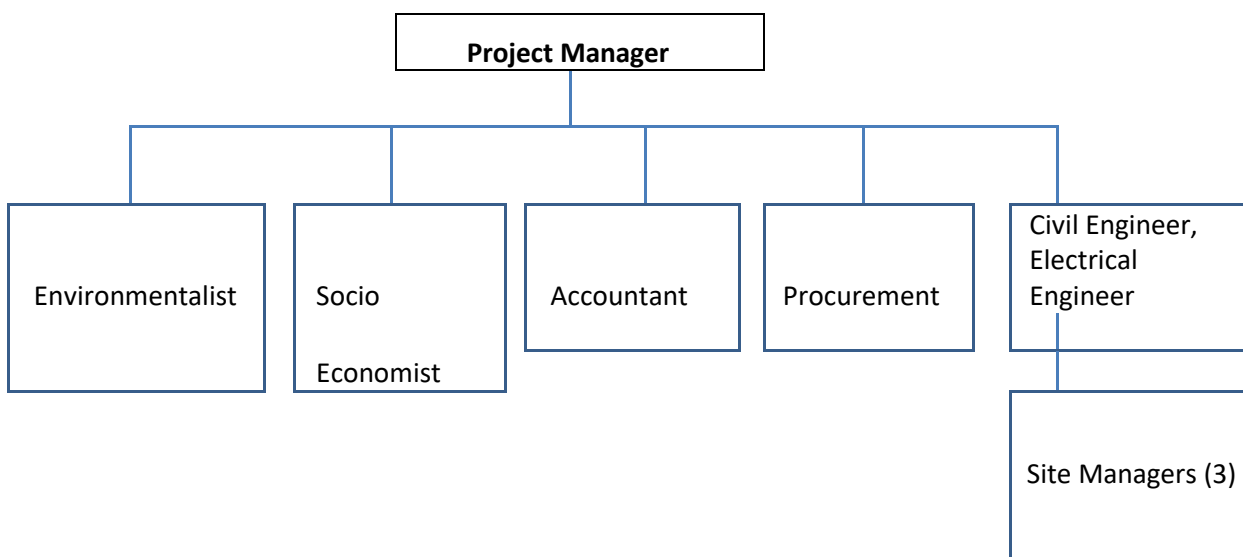 Project Manager
Environmentalist
Socio
Economist
Accountant
Procurement
Civil Engineer,
Electrical
Engineer
Site Managers (3)